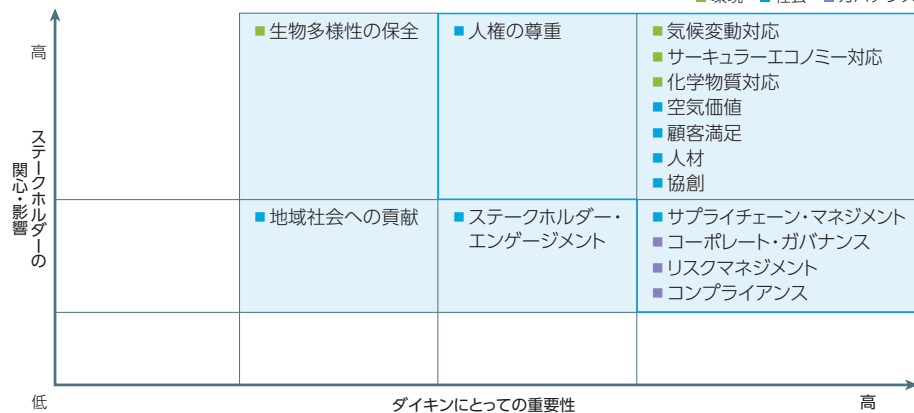 高
ステークホルダーの
関心・影響
■ 生物多様性の保全
■ 人権の尊重
■ 気候変動対応
■ サーキュラーエコノミー対応
■ 化学物質対応
■ 空気価値
■ 顧客満足
■ 人材
■ 協創
■ 地域社会への貢献
■ ステークホルダー・
エンゲージメント
■ サプライチェーン・マネジメント
■ コーポレート・ガバナンス
■ リスクマネジメント
■ コンプライアンス
低
ダイキンにとっての重要性
高